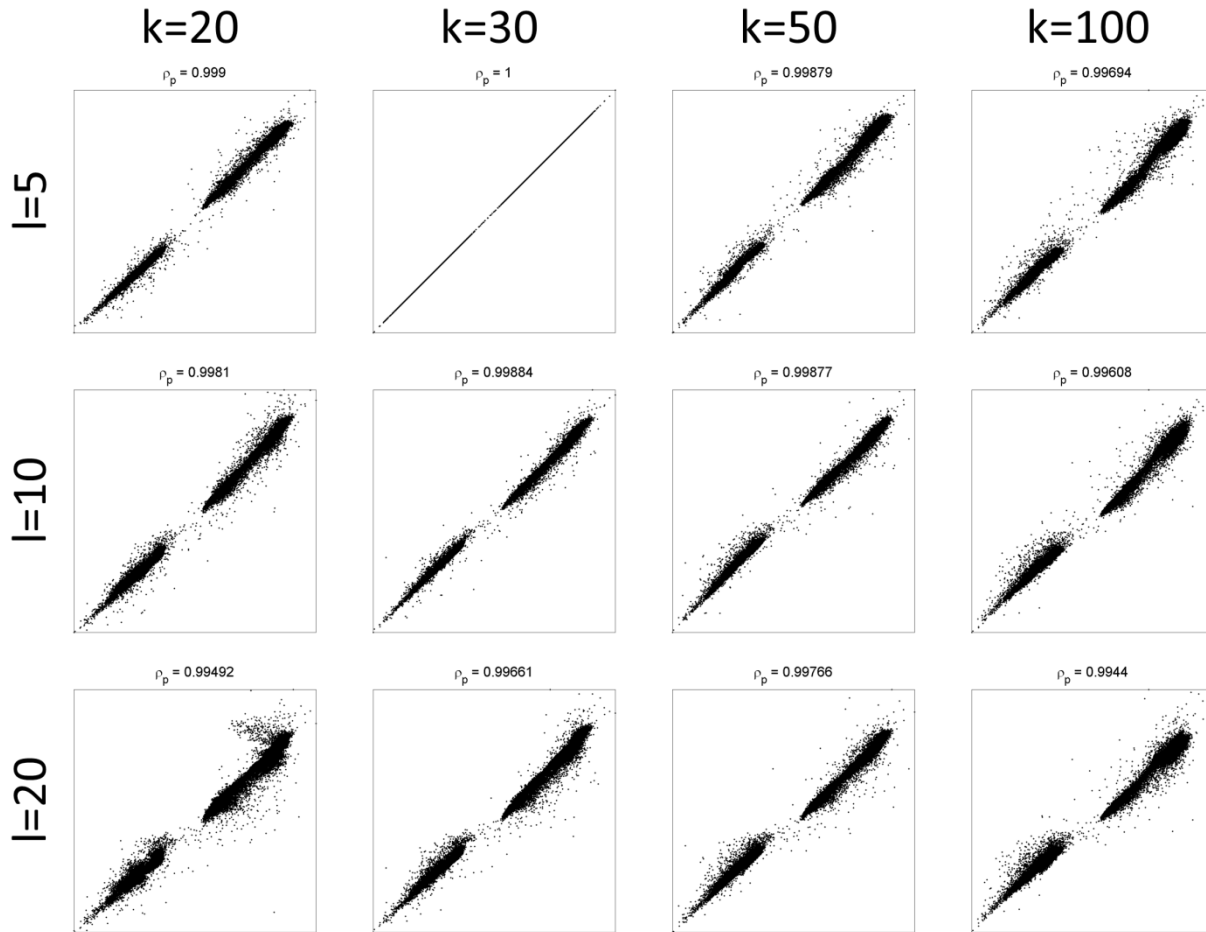 k=20 k=30 k=50 k=100
ρp = 0.999 ρp = 1 ρp = 0.99879 ρp = 0.99694
l=5
ρp = 0.9981 ρp = 0.99884 ρp = 0.99877 ρp = 0.99608
l=10
ρp = 0.99492 ρp = 0.99661 ρp = 0.99766 ρp = 0.9944
l=20